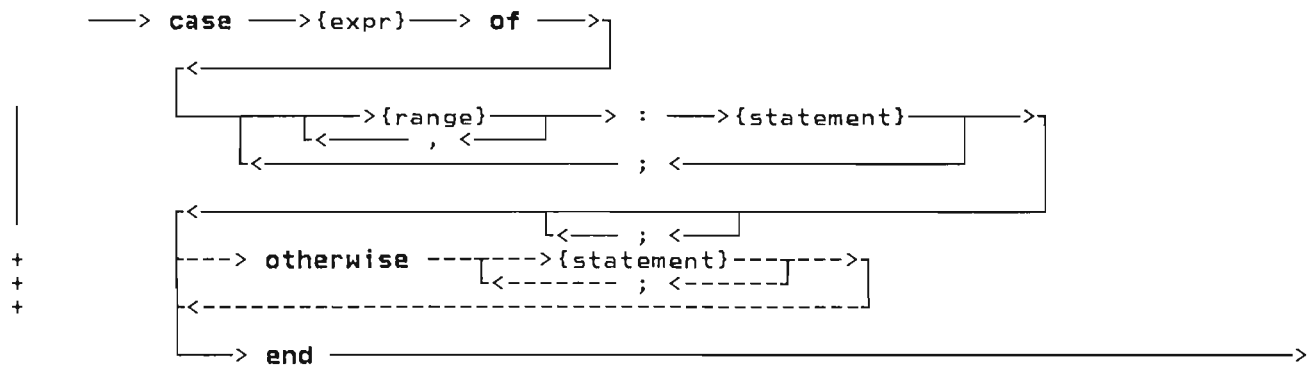 case {expr} of
{range} : {statement}
,
;
;
+ otherwise {statement}
+ ;
+
end